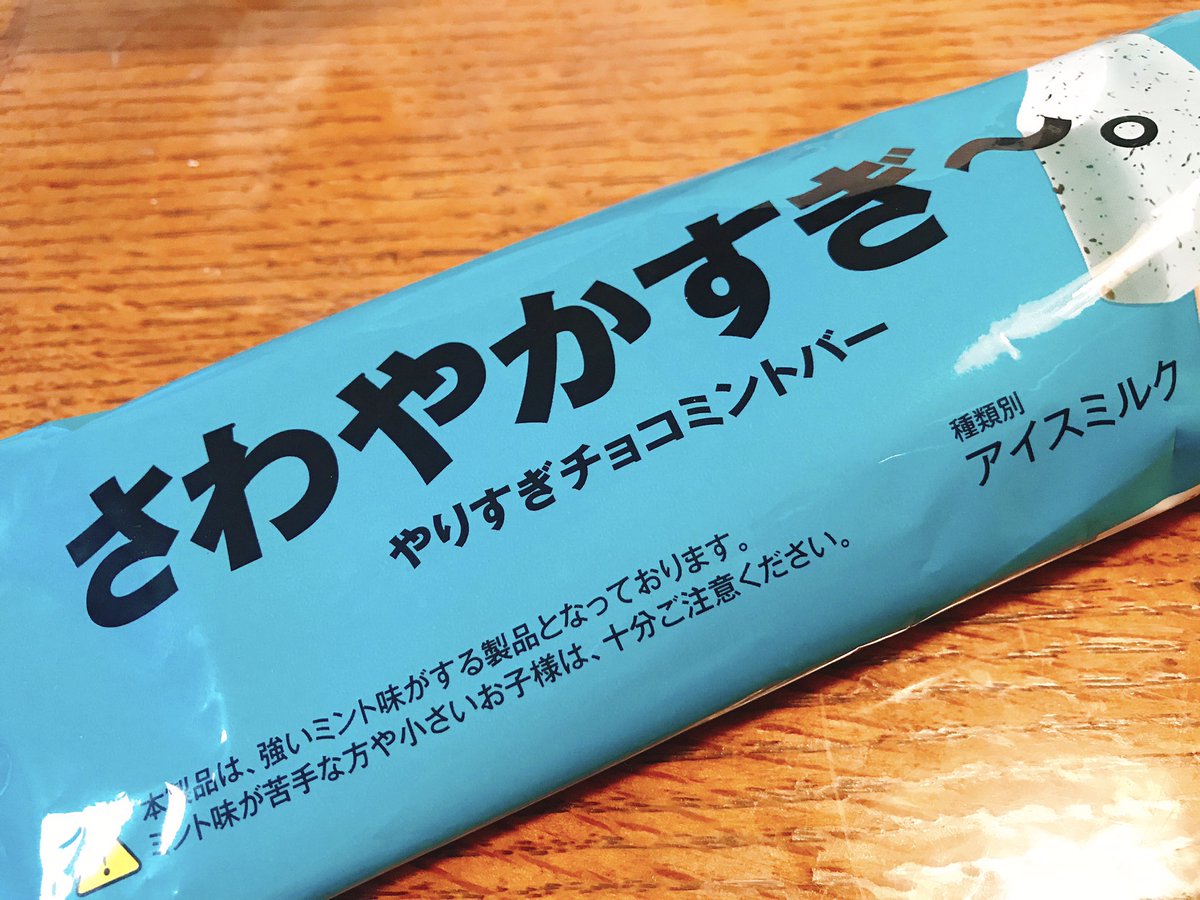 さわやかすぎ〜。
やりすぎチョコミントバー
種類別
アイスミルク
本製品は、強いミント味がする製品となっております。
ミント味が苦手な方や小さいお子様は、十分ご注意ください。